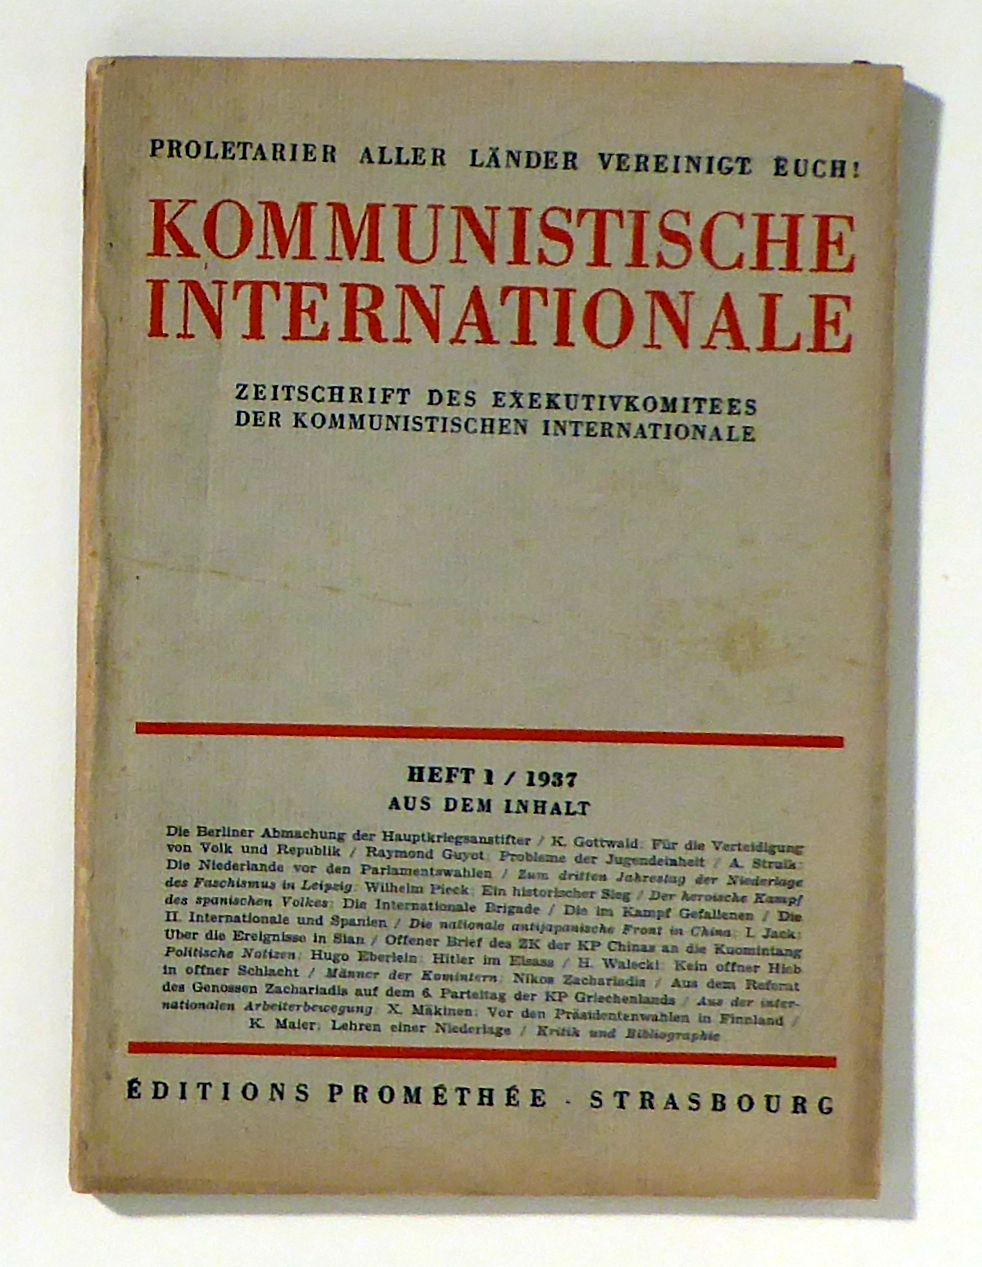 PROLETARIER ALLER LÄNDER VEREINIGT EUCH!
KOMMUNISTISCHE
INTERNATIONALE
ZEITSCHRIFT DES EXEKUTIVKOMITEES
DER KOMMUNISTISCHEN INTERNATIONALE
HEFT 1 / 1937
AUS DEM INHALT
Die Berliner Abmachung der Hauptkriegsanstifter / K. Gottwald: Für die Verteidigung
von Volk und Republik / Raymond Guyot: Probleme der Jugendeinheit / A. Struik:
Die Niederlande vor den Parlamentswahlen / Zum dritten Jahrestag der Niederlage
des Faschismus in Leipzig: Wilhelm Pieck: Ein historischer Sieg / Der heroische Kampf
des spanischen Volkes: Die Internationale Brigade / Die im Kampf Gefallenen / Die
II. Internationale und Spanien / Die nationale antijapanische Front in China: I. Jack:
Über die Ereignisse in Sian / Offener Brief des ZK der KP Chinas an die Kuomintang
Politische Notizen: Hugo Eberlein: Hitler im Elsass / H. Walecki: Kein offner Hieb
in offner Schlacht / Männer der Komintern: Nikos Zachariadis / Aus dem Referat
des Genossen Zachariadis auf dem 6. Parteitag der KP Griechenlands / Aus der inter-
nationalen Arbeiterbewegung: X. Mäkinen: Vor den Präsidentenwahlen in Finnland /
K. Maier: Lehren einer Niederlage / Kritik und Bibliographie
ÉDITIONS PROMÉTHÉE - STRASBOURG